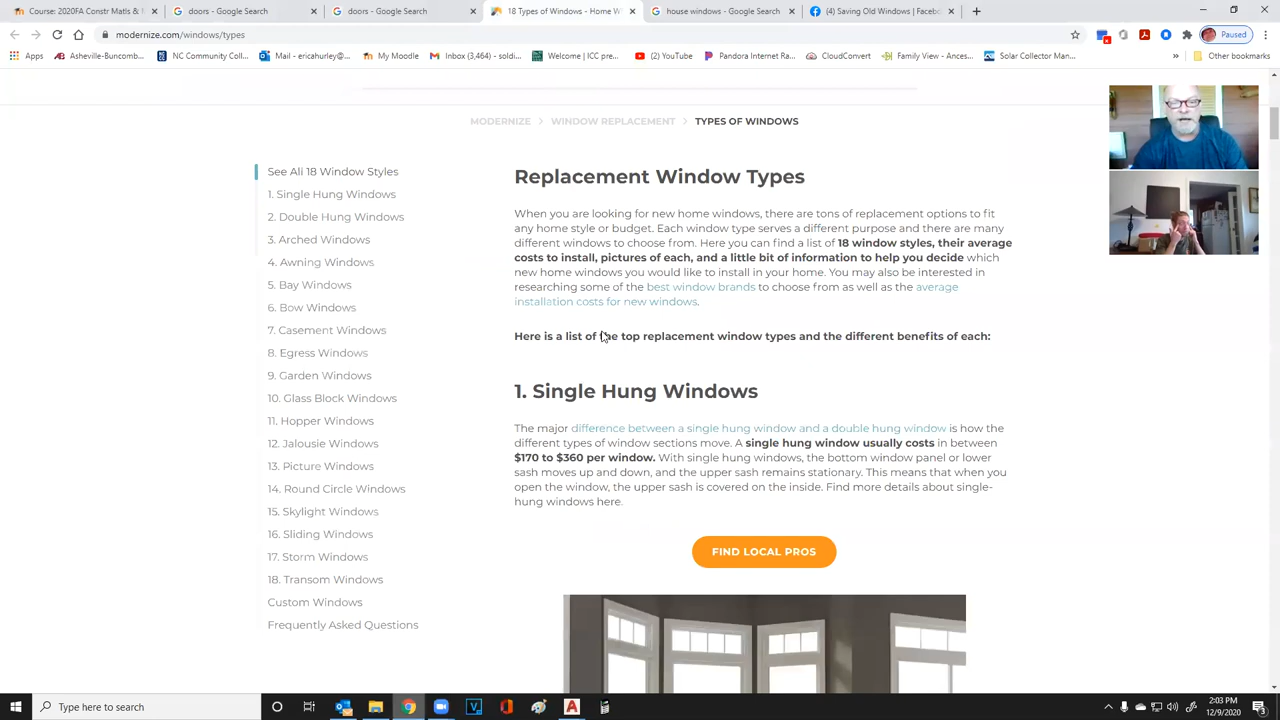 Course: 2020FA Constr Matls &
doors - Google Search
doors - Google Search
18 Types of Windows - Home W
house windows - Google Search
(4) Saving Old Windows | Faceb
modernize.com/windows/types
Paused
Apps
Asheville-Buncomb...
NC Community Coll...
Mail - ericahurley@...
My Moodle
Inbox (3,464) - soldi...
Welcome | ICC pre...
(2) YouTube
Pandora Internet Ra...
CloudConvert
Family View - Ances...
Solar Collector Man...
»
Other bookmarks
MODERNIZE > WINDOW REPLACEMENT > TYPES OF WINDOWS
See All 18 Window Styles
1. Single Hung Windows
2. Double Hung Windows
3. Arched Windows
4. Awning Windows
5. Bay Windows
6. Bow Windows
7. Casement Windows
8. Egress Windows
9. Garden Windows
10. Glass Block Windows
11. Hopper Windows
12. Jalousie Windows
13. Picture Windows
14. Round Circle Windows
15. Skylight Windows
16. Sliding Windows
17. Storm Windows
18. Transom Windows
Custom Windows
Frequently Asked Questions
Replacement Window Types
When you are looking for new home windows, there are tons of replacement options to fit
any home style or budget. Each window type serves a different purpose and there are many
different windows to choose from. Here you can find a list of 18 window styles, their average
costs to install, pictures of each, and a little bit of information to help you decide which
new home windows you would like to install in your home. You may also be interested in
researching some of the best window brands to choose from as well as the average
installation costs for new windows.
Here is a list of the top replacement window types and the different benefits of each:
1. Single Hung Windows
The major difference between a single hung window and a double hung window is how the
different types of window sections move. A single hung window usually costs in between
$170 to $360 per window. With single hung windows, the bottom window panel or lower
sash moves up and down, and the upper sash remains stationary. This means that when you
open the window, the upper sash is covered on the inside. Find more details about single-
hung windows here.
FIND LOCAL PROS
Type here to search
2:03 PM
12/9/2020